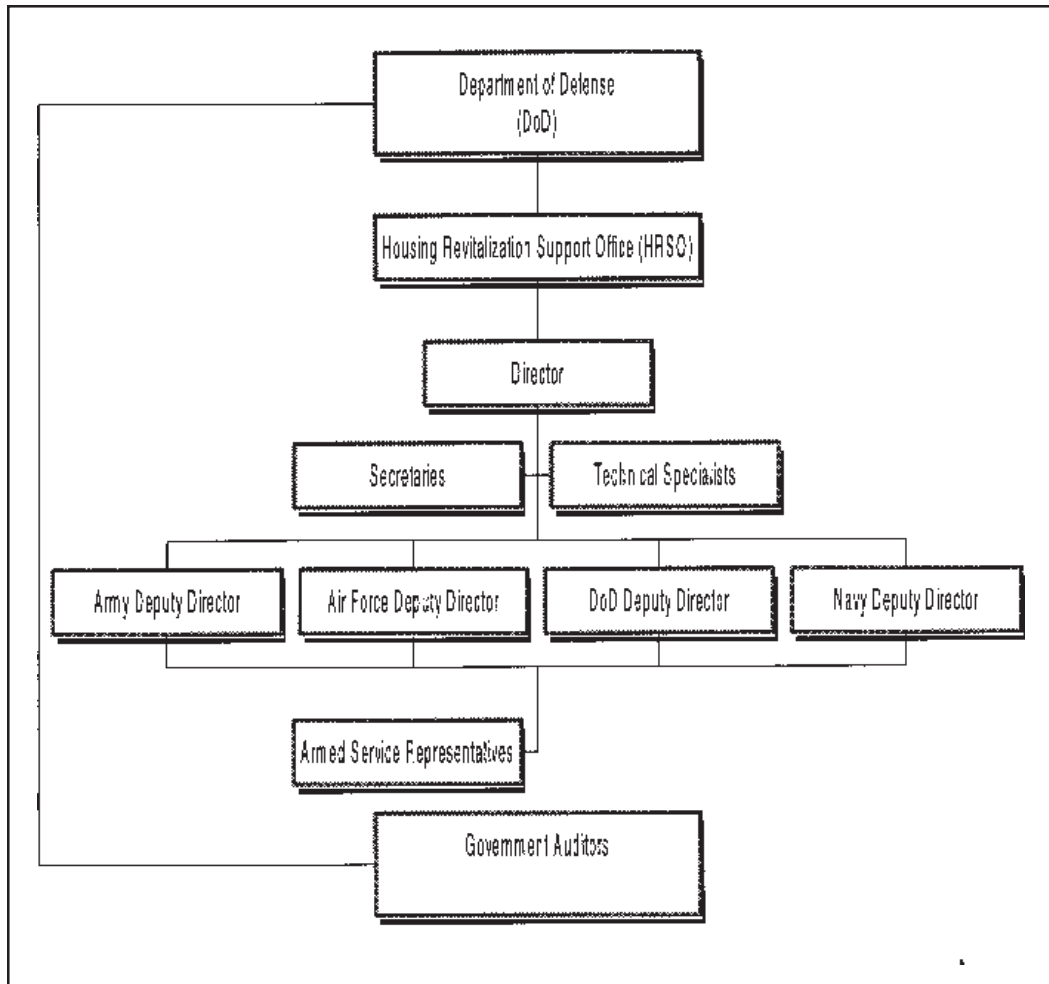 Department of Defense
(DoD)
Housing Revitalization Support Office (HRSO)
Director
Secretaries
Technical Specialists
Army Deputy Director
Air Force Deputy Director
DoD Deputy Director
Navy Deputy Director
Armed Service Representatives
Government Auditors